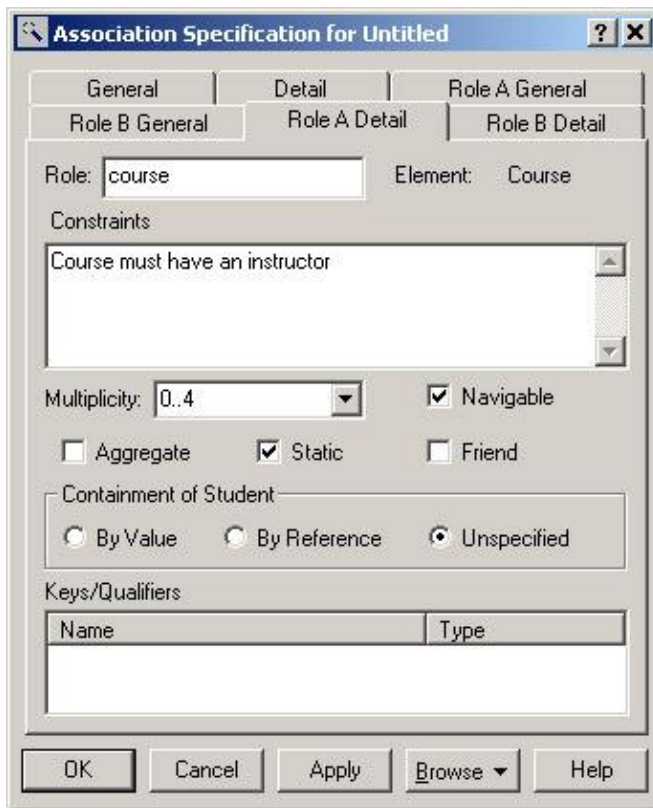 Association Specification for Untitled
General Detail Role A General
Role B General Role A Detail Role B Detail
Role: course Element: Course
Constraints
Course must have an instructor
Multiplicity: 0..4 Navigable
Aggregate Static Friend
Containment of Student
By Value By Reference Unspecified
Keys/Qualifiers
Name Type
OK Cancel Apply Browse Help